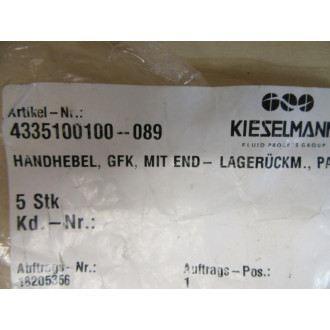 Artikel-Nr.:
4335100100-089
KIESELMANN
FLUID PROCESS GROUP
HANDHEBEL, GFK, MIT END- LAGERÜCKM., PA
5 Stk
Kd.-Nr.:
Auftrags-Nr.:
18205366
Auftrags-Pos.:
1